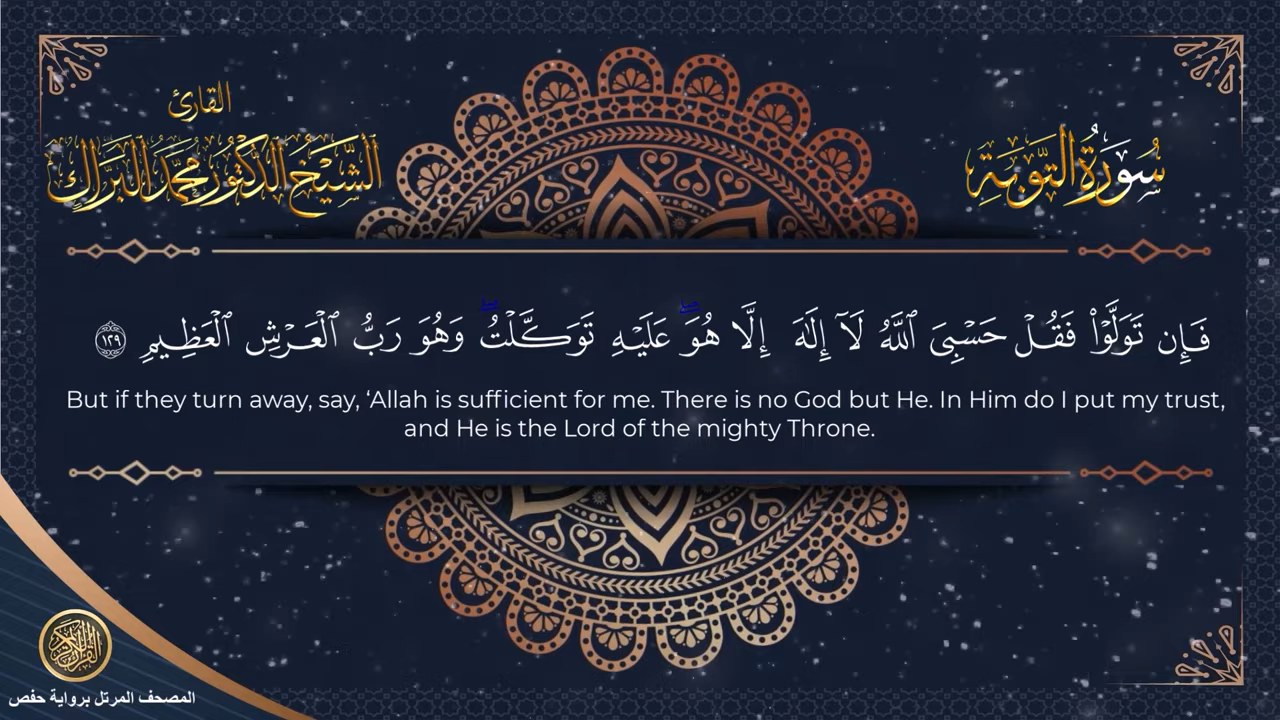 القارئ
الشيخ الدكتور محمد البراك
سورة التوبة
فَإِن تَوَلَّوْا۟ فَقُلْ حَسْبِىَ ٱللَّهُ لَآ إِلَٰهَ إِلَّا هُوَ ۖ عَلَيْهِ تَوَكَّلْتُ ۖ وَهُوَ رَبُّ ٱلْعَرْشِ ٱلْعَظِيمِ ١٢٩
But if they turn away, say, ‘Allah is sufficient for me. There is no God but He. In Him do I put my trust,
and He is the Lord of the mighty Throne.
القرآن الكريم
المصحف المرتل برواية حفص